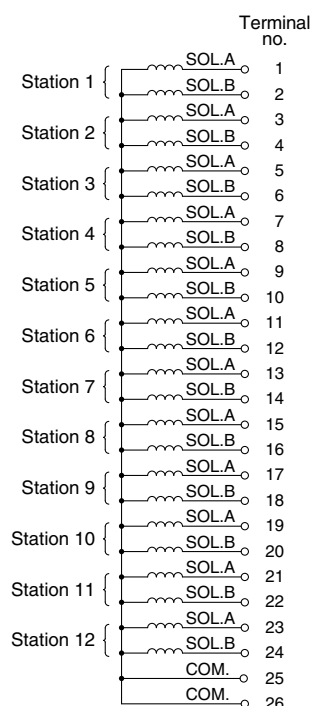 Terminal
no.
Station 1
SOL.A 1
SOL.B 2
Station 2
SOL.A 3
SOL.B 4
Station 3
SOL.A 5
SOL.B 6
Station 4
SOL.A 7
SOL.B 8
Station 5
SOL.A 9
SOL.B 10
Station 6
SOL.A 11
SOL.B 12
Station 7
SOL.A 13
SOL.B 14
Station 8
SOL.A 15
SOL.B 16
Station 9
SOL.A 17
SOL.B 18
Station 10
SOL.A 19
SOL.B 20
Station 11
SOL.A 21
SOL.B 22
Station 12
SOL.A 23
SOL.B 24
COM. 25
COM. 26